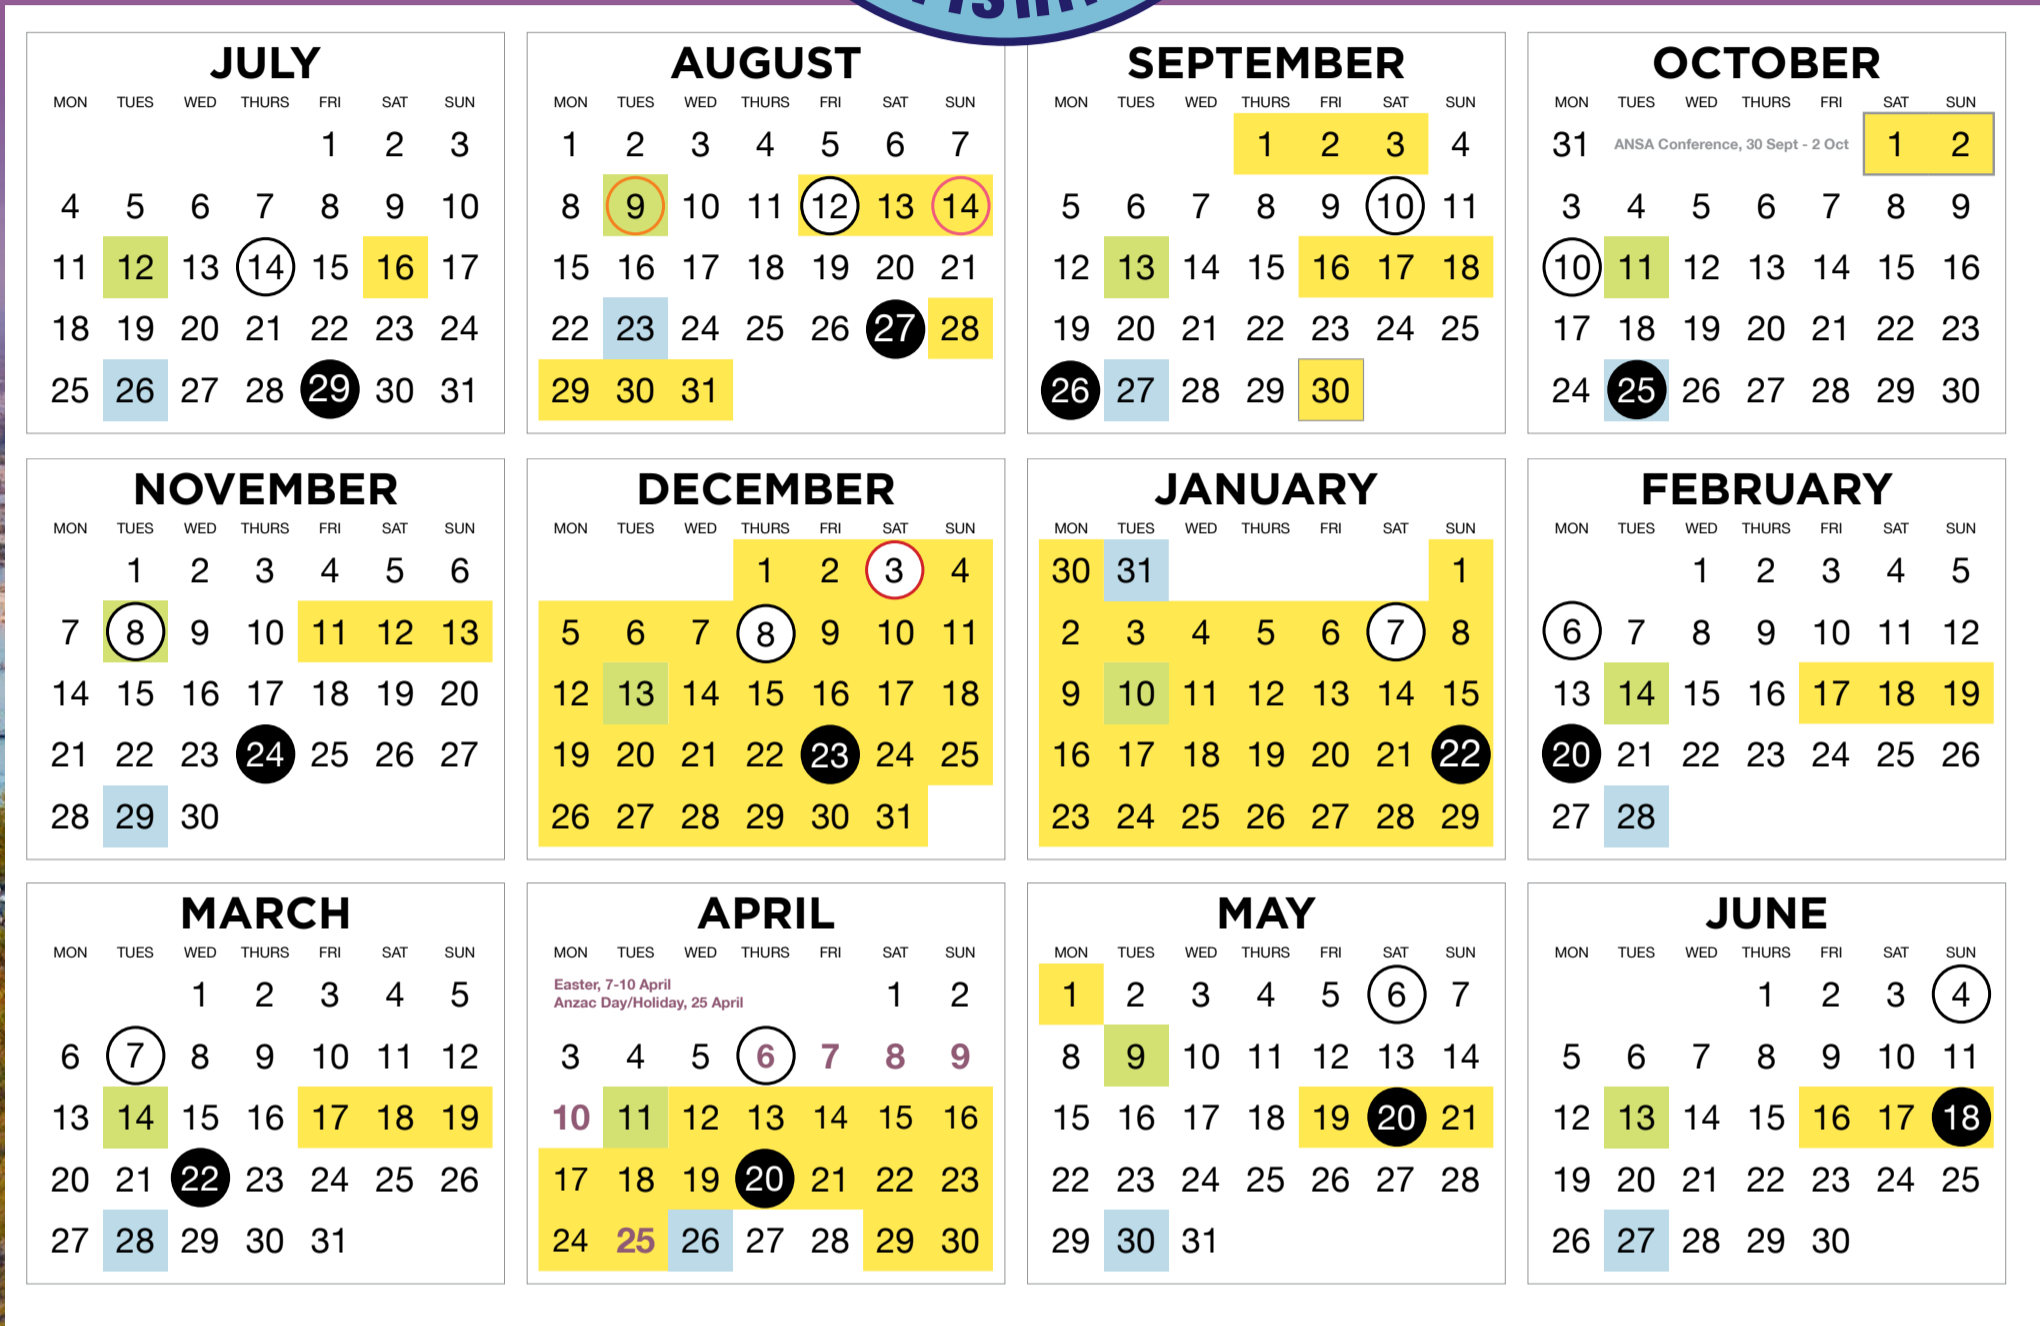 JULY
MON TUES WED THURS FRI SAT SUN
1 2 3
4 5 6 7 8 9 10
11 12 13 14 15 16 17
18 19 20 21 22 23 24
25 26 27 28 29 30 31
AUGUST
MON TUES WED THURS FRI SAT SUN
1 2 3 4 5 6 7
8 9 10 11 12 13 14
15 16 17 18 19 20 21
22 23 24 25 26 27 28
29 30 31
SEPTEMBER
MON TUES WED THURS FRI SAT SUN
1 2 3 4
5 6 7 8 9 10 11
12 13 14 15 16 17 18
19 20 21 22 23 24 25
26 27 28 29 30
OCTOBER
MON TUES WED THURS FRI SAT SUN
31 ANSA Conference, 30 Sept - 2 Oct 1 2
3 4 5 6 7 8 9
10 11 12 13 14 15 16
17 18 19 20 21 22 23
24 25 26 27 28 29 30
NOVEMBER
MON TUES WED THURS FRI SAT SUN
1 2 3 4 5 6
7 8 9 10 11 12 13
14 15 16 17 18 19 20
21 22 23 24 25 26 27
28 29 30
DECEMBER
MON TUES WED THURS FRI SAT SUN
1 2 3 4
5 6 7 8 9 10 11
12 13 14 15 16 17 18
19 20 21 22 23 24 25
26 27 28 29 30 31
JANUARY
MON TUES WED THURS FRI SAT SUN
30 31 1
2 3 4 5 6 7 8
9 10 11 12 13 14 15
16 17 18 19 20 21 22
23 24 25 26 27 28 29
FEBRUARY
MON TUES WED THURS FRI SAT SUN
1 2 3 4 5
6 7 8 9 10 11 12
13 14 15 16 17 18 19
20 21 22 23 24 25 26
27 28
MARCH
MON TUES WED THURS FRI SAT SUN
1 2 3 4 5
6 7 8 9 10 11 12
13 14 15 16 17 18 19
20 21 22 23 24 25 26
27 28 29 30 31
APRIL
MON TUES WED THURS FRI SAT SUN
Easter, 7-10 April
Anzac Day/Holiday, 25 April
1 2
3 4 5 6 7 8 9
10 11 12 13 14 15 16
17 18 19 20 21 22 23
24 25 26 27 28 29 30
MAY
MON TUES WED THURS FRI SAT SUN
1 2 3 4 5 6 7
8 9 10 11 12 13 14
15 16 17 18 19 20 21
22 23 24 25 26 27 28
29 30 31
JUNE
MON TUES WED THURS FRI SAT SUN
1 2 3 4
5 6 7 8 9 10 11
12 13 14 15 16 17 18
19 20 21 22 23 24 25
26 27 28 29 30